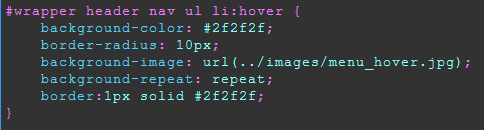 #wrapper header nav ul li:hover {
background-color: #2f2f2f;
border-radius: 10px;
background-image: url(../images/menu_hover.jpg);
background-repeat: repeat;
border:1px solid #2f2f2f;
}